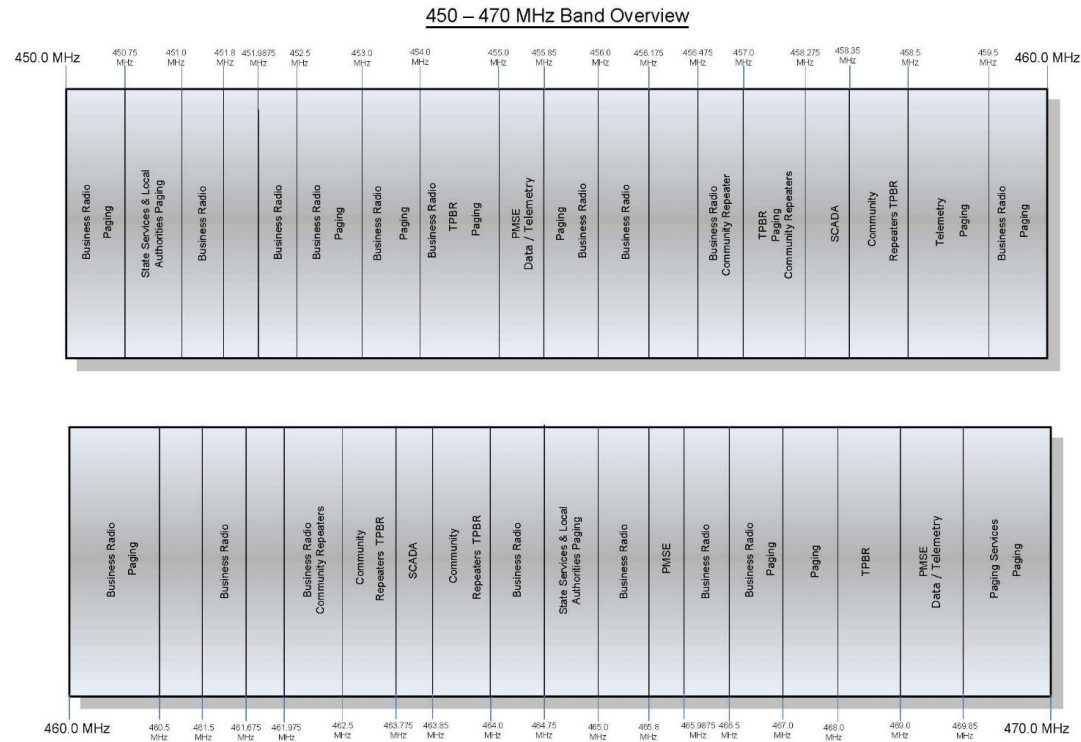 450 – 470 MHz Band Overview
450.0 MHz
450.75
MHz
451.0
MHz
451.8
MHz
451.9875
MHz
452.5
MHz
453.0
MHz
454.0
MHz
455.0
MHz
455.85
MHz
456.0
MHz
456.175
MHz
456.475
MHz
457.0
MHz
458.275
MHz
458.35
MHz
458.5
MHz
459.5
MHz
460.0 MHz
Business Radio
Paging
State Services & Local
Authorities Paging
Business Radio
Business Radio
Business Radio
Paging
Business Radio
Paging
Business Radio
TPBR
Paging
PMSE
Data / Telemetry
Paging
Business Radio
Business Radio
Business Radio
Community Repeater
TPBR
Paging
Community Repeaters
SCADA
Community
Repeaters TPBR
Telemetry
Paging
Business Radio
Paging
Business Radio
Paging
Business Radio
Business Radio
Community Repeaters
Community
Repeaters TPBR
SCADA
Community
Repeaters TPBR
Business Radio
State Services & Local
Authorities Paging
Business Radio
PMSE
Business Radio
Business Radio
Paging
Paging
TPBR
PMSE
Data / Telemetry
Paging Services
Paging
460.0 MHz
460.5
MHz
461.5
MHz
461.675
MHz
461.975
MHz
462.5
MHz
463.775
MHz
463.85
MHz
464.0
MHz
464.75
MHz
465.0
MHz
465.8
MHz
465.9875
MHz
466.5
MHz
467.0
MHz
468.0
MHz
469.0
MHz
469.85
MHz
470.0 MHz